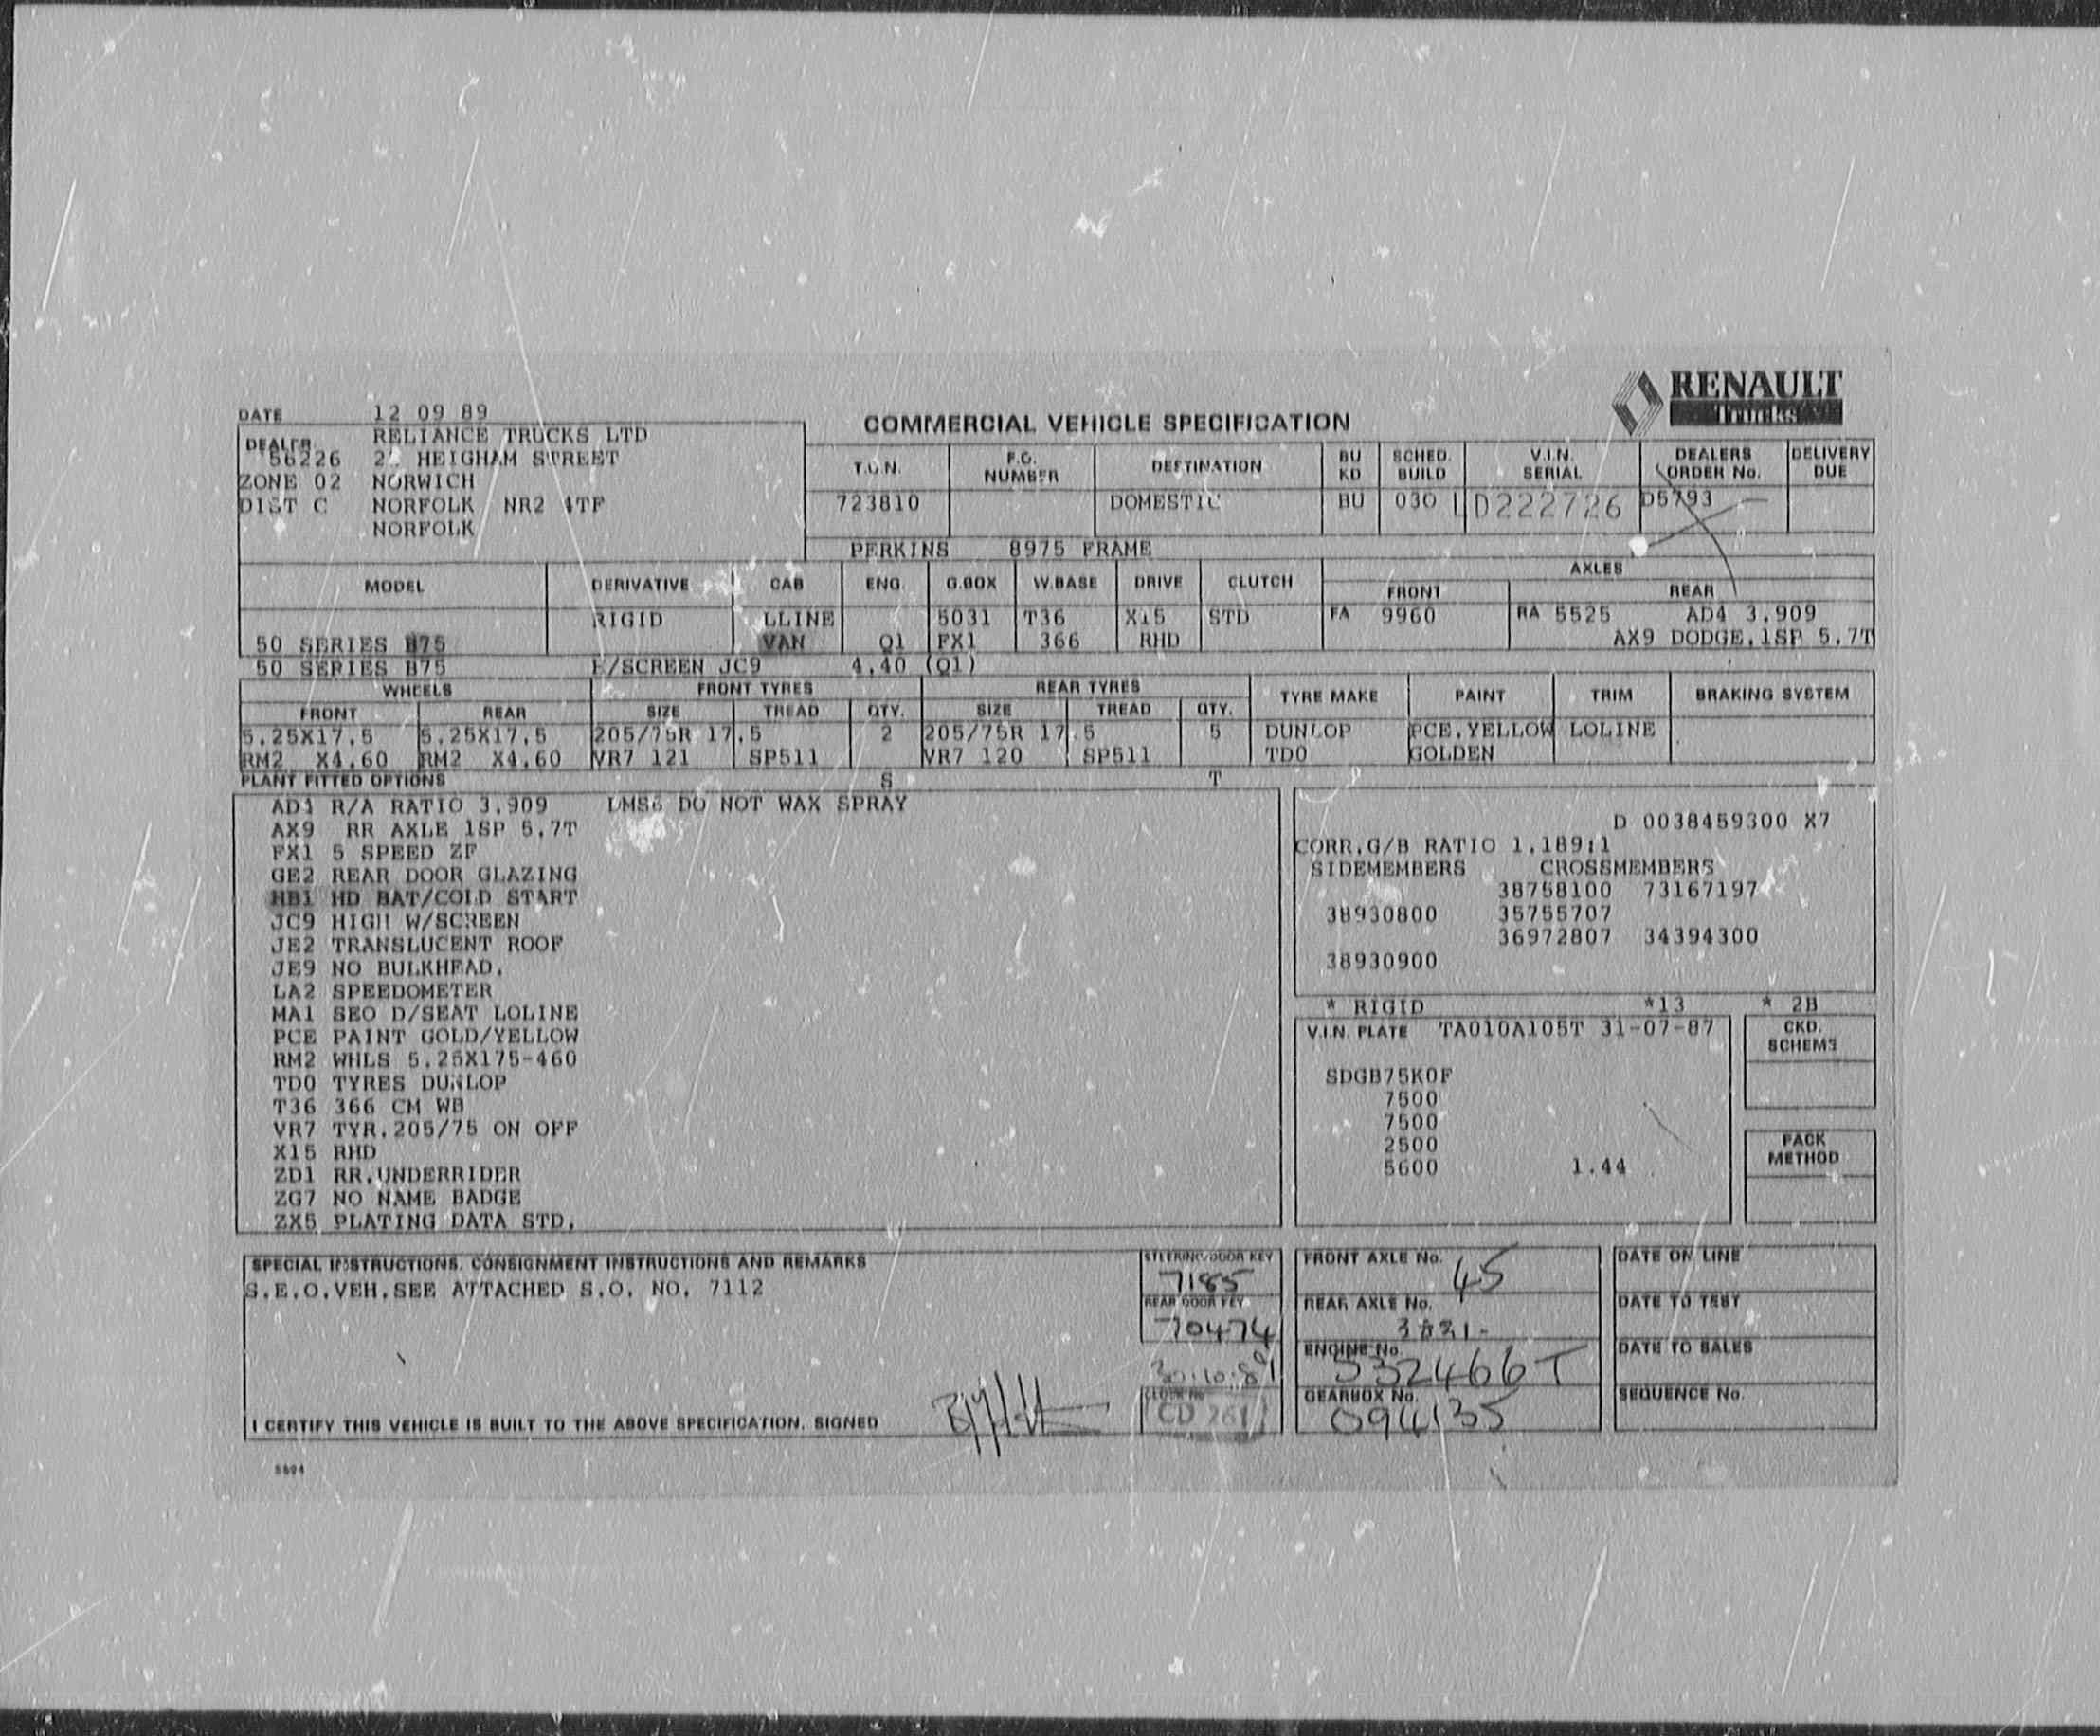 RENAULT
Trucks
DATE 12 09 89
COMMERCIAL VEHICLE SPECIFICATION
DEALER RELIANCE TRUCKS LTD
56226 HEIGHAM STREET
ZONE 02 NORWICH
DIST C NORFOLK NR2 4TF
NORFOLK
T.O.N. F.C. NUMBER DESTINATION BU KD SCHED. BUILD V.I.N. SERIAL DEALERS ORDER No. DELIVERY DUE
723810 DOMESTIC BU 030 D222726 D5793
PERKINS 8975 FRAME
MODEL DERIVATIVE CAB ENG. G.BOX W.BASE DRIVE CLUTCH AXLES
FRONT REAR
RIGID LLINE 5031 T36 X15 STD FA 9960 RA 5525 AD4 3.909
50 SERIES B75 VAN Q1 FX1 366 RHD AX9 DODGE.1SP 5.7T
50 SERIES B75 /SCREEN JC9 4.40 (Q1)
WHEELS FRONT TYRES REAR TYRES TYRE MAKE PAINT TRIM BRAKING SYSTEM
FRONT REAR SIZE TREAD QTY. SIZE TREAD QTY.
5.25X17.5 5.25X17.5 205/75R 17.5 2 205/75R 17.5 5 DUNLOP PCE.YELLOW LOLINE
RM2 X4.60 RM2 X4.60 VR7 121 SP511 VR7 120 SP511 TD0 GOLDEN
PLANT FITTED OPTIONS S T
R/A RATIO 3.909 DO NOT WAX SPRAY
AX9 RR AXLE 1SP 5.7T
FX1 5 SPEED ZF
GE2 REAR DOOR GLAZING
HB1 HD BAT/COLD START
JC9 HIGH W/SCREEN
JE2 TRANSLUCENT ROOF
JE9 NO BULKHEAD.
LA2 SPEEDOMETER
MA1 SEO D/SEAT LOLINE
PCE PAINT GOLD/YELLOW
RM2 WHLS 5.25X175-460
TD0 TYRES DUNLOP
T36 366 CM WB
VR7 TYR.205/75 ON OFF
X15 RHD
ZD1 RR.UNDERRIDER
ZG7 NO NAME BADGE
ZX5 PLATING DATA STD.
D 0038459300 X7
CORR.G/B RATIO 1.189:1
SIDEMEMBERS CROSSMEMBERS
38758100 73167197
38930800 35755707
36972807 34394300
38930900
* RIGID *13 * 2B
V.I.N. PLATE TA010A105T 31-07-87
SDGB75K0F
7500
7500
2500
5600 1.44
CKD. SCHEME
PACK METHOD
SPECIAL INSTRUCTIONS. CONSIGNMENT INSTRUCTIONS AND REMARKS
S.E.O.VEH.SEE ATTACHED S.O. NO. 7112
I CERTIFY THIS VEHICLE IS BUILT TO THE ABOVE SPECIFICATION. SIGNED
STEERING/DOOR KEY
7185
REAR DOOR KEY
70474
30.10.89
CD 261
FRONT AXLE No. 45
REAR AXLE No.
ENGINE No. 532466T
GEARBOX No.
094135
DATE ON LINE
DATE TO TEST
DATE TO SALES
SEQUENCE No.